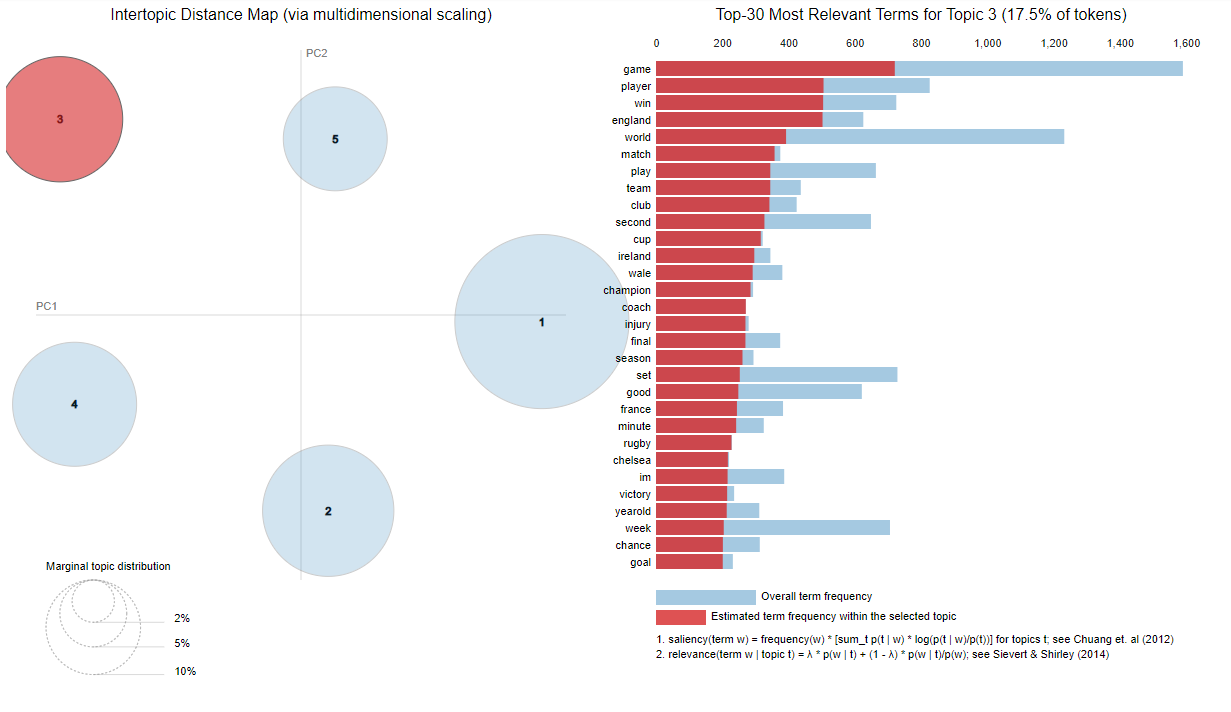 Intertopic Distance Map (via multidimensional scaling)
PC2
PC1
3
5
1
4
2
Marginal topic distribution
2%
5%
10%
Top-30 Most Relevant Terms for Topic 3 (17.5% of tokens)
0 200 400 600 800 1,000 1,200 1,400 1,600
game
player
win
england
world
match
play
team
club
second
cup
ireland
wale
champion
coach
injury
final
season
set
good
france
minute
rugby
chelsea
im
victory
yearold
week
chance
goal
Overall term frequency
Estimated term frequency within the selected topic
1. saliency(term w) = frequency(w) * [sum_t p(t | w) * log(p(t | w)/p(t))] for topics t; see Chuang et. al (2012)
2. relevance(term w | topic t) = λ * p(w | t) + (1 - λ) * p(w | t)/p(w); see Sievert & Shirley (2014)